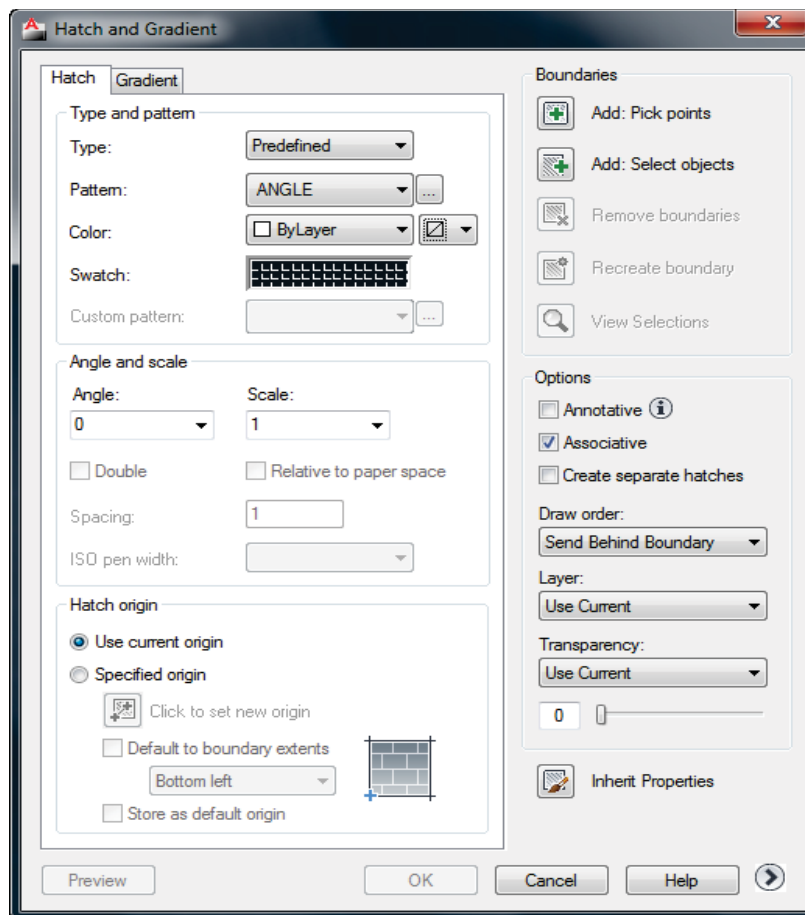 Hatch and Gradient
Hatch
Gradient
Type and pattern
Type:
Predefined
Pattern:
ANGLE
...
Color:
ByLayer
Swatch:
Custom pattern:
...
Angle and scale
Angle:
Scale:
0
1
Double
Relative to paper space
Spacing:
1
ISO pen width:
Hatch origin
Use current origin
Specified origin
Click to set new origin
Default to boundary extents
Bottom left
Store as default origin
Boundaries
Add: Pick points
Add: Select objects
Remove boundaries
Recreate boundary
View Selections
Options
Annotative
Associative
Create separate hatches
Draw order:
Send Behind Boundary
Layer:
Use Current
Transparency:
Use Current
0
Inherit Properties
Preview
OK
Cancel
Help